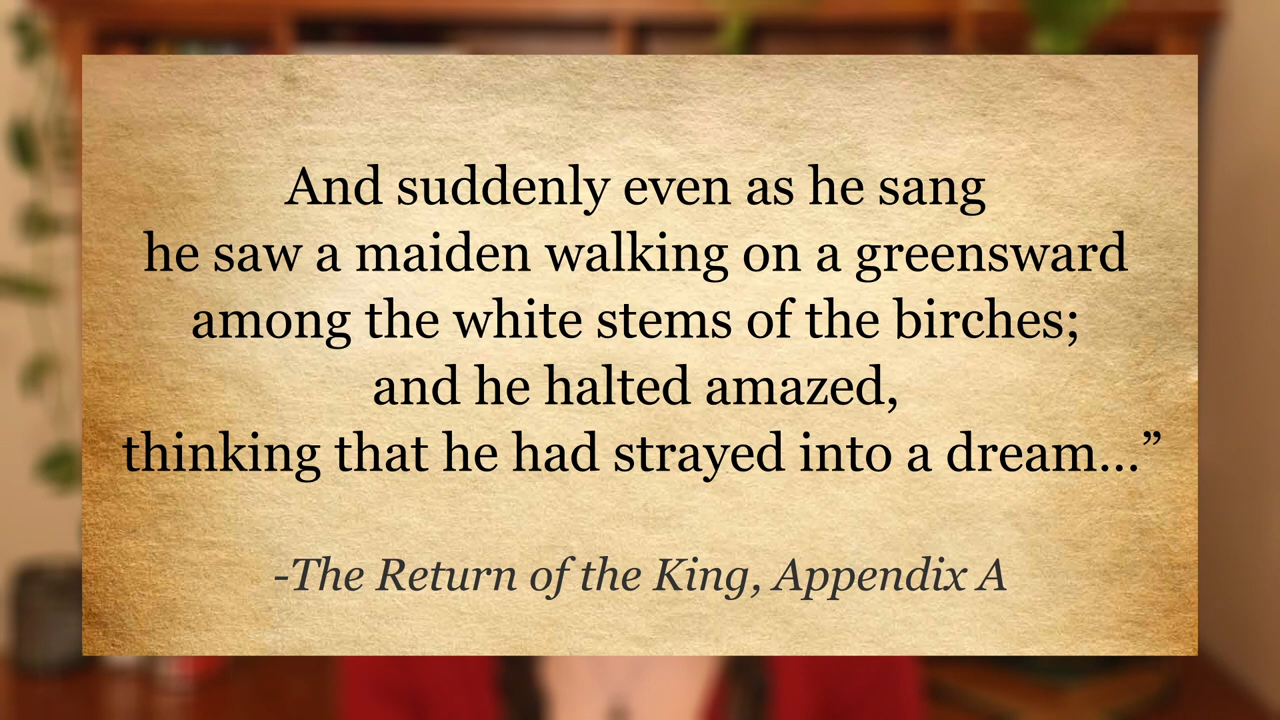 And suddenly even as he sang
he saw a maiden walking on a greensward
among the white stems of the birches;
and he halted amazed,
thinking that he had strayed into a dream...”
-The Return of the King, Appendix A